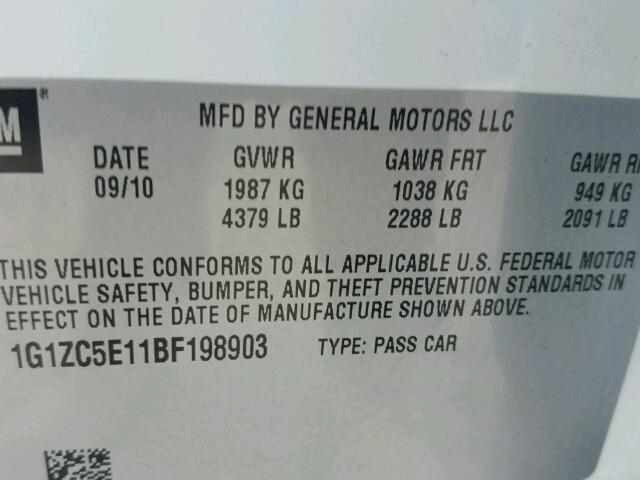 M ®
MFD BY GENERAL MOTORS LLC
DATE GVWR GAWR FRT GAWR
09/10 1987 KG 1038 KG 949 KG
4379 LB 2288 LB 2091 LB
THIS VEHICLE CONFORMS TO ALL APPLICABLE U.S. FEDERAL MOTOR
VEHICLE SAFETY, BUMPER, AND THEFT PREVENTION STANDARDS IN
EFFECT ON THE DATE OF MANUFACTURE SHOWN ABOVE.
1G1ZC5E11BF198903 TYPE: PASS CAR